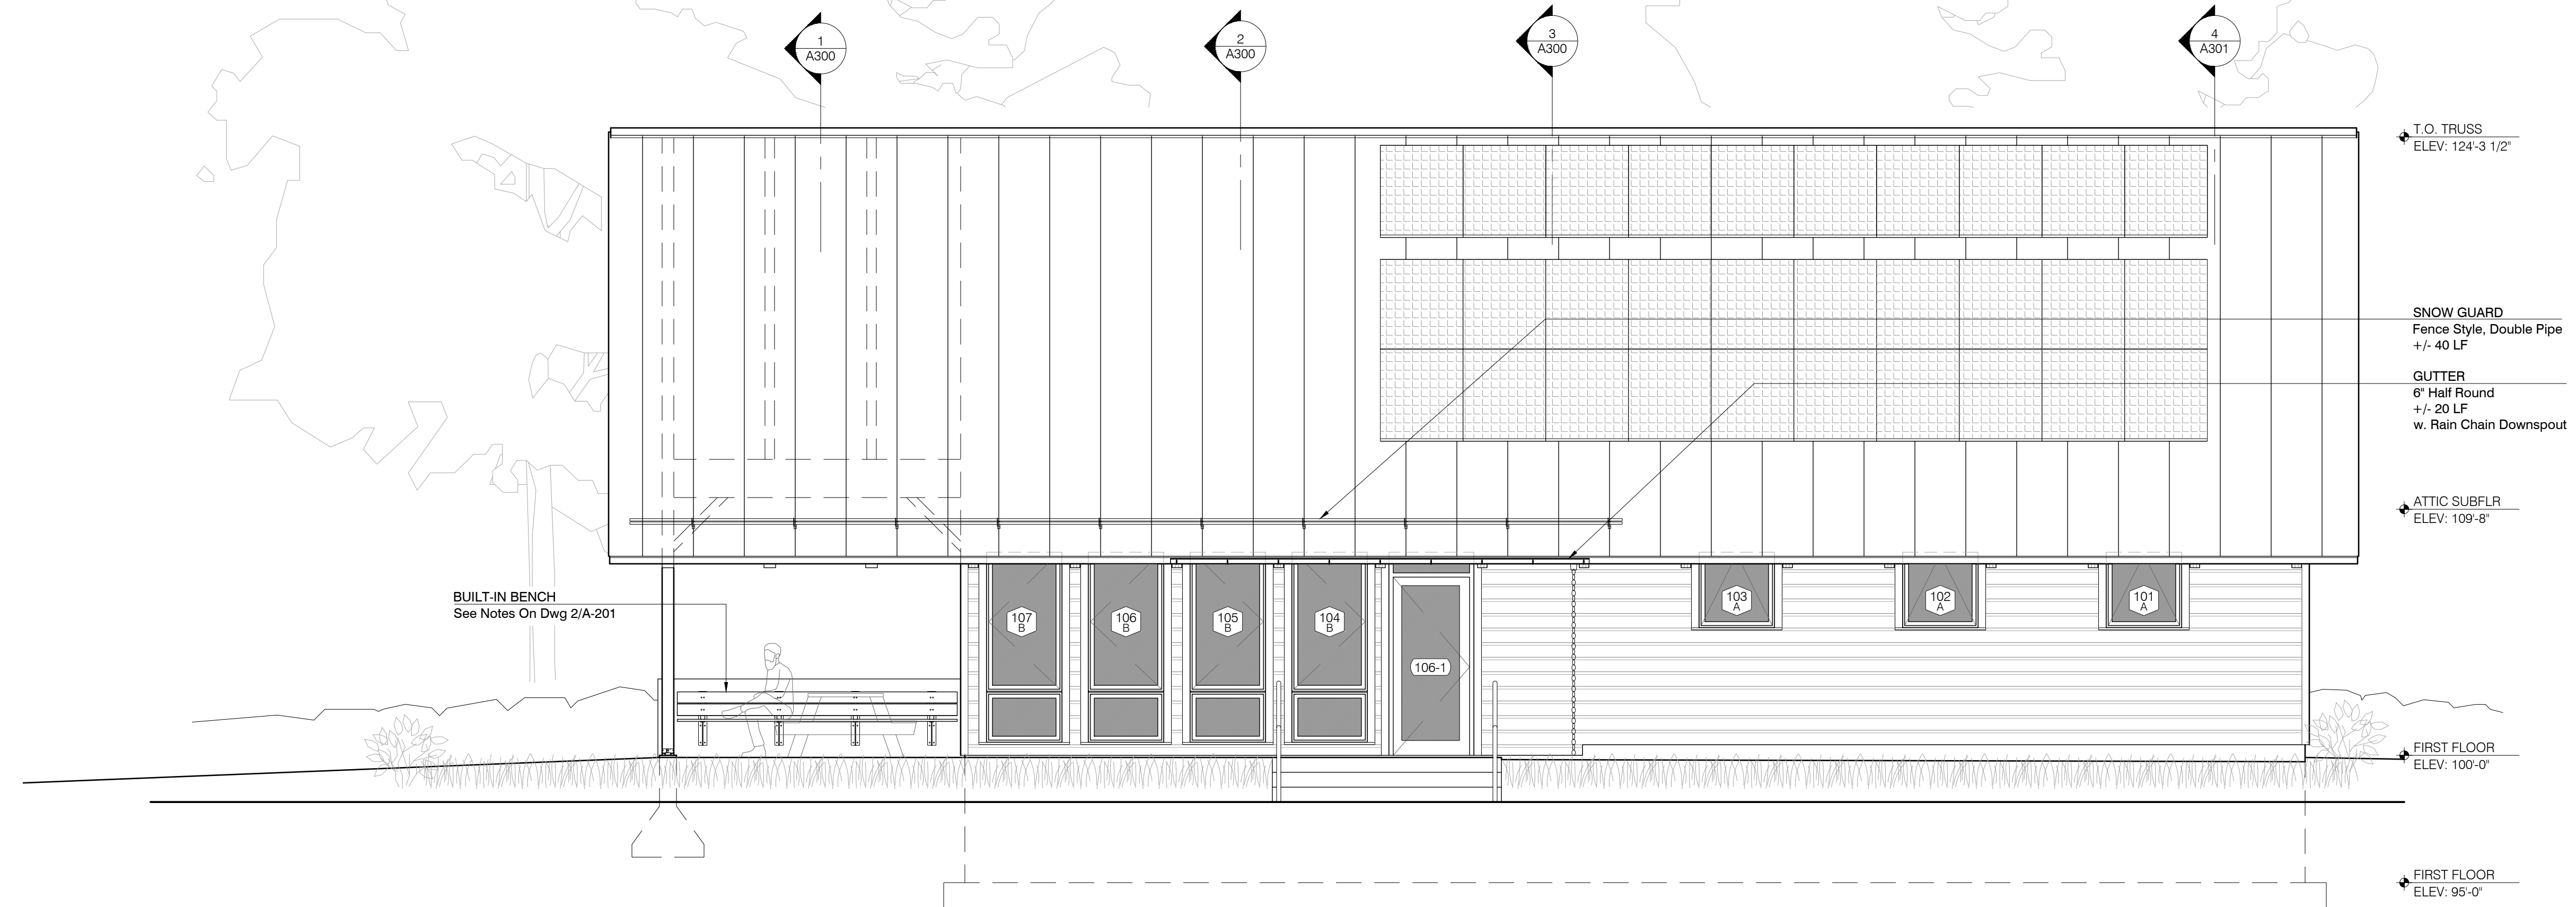 1
A300
2
A300
3
A300
4
A301
T.O. TRUSS
ELEV: 124'-3 1/2"
SNOW GUARD
Fence Style, Double Pipe
+/- 40 LF
GUTTER
6" Half Round
+/- 20 LF
w. Rain Chain Downspout
ATTIC SUBFLR
ELEV: 109'-8"
BUILT-IN BENCH
See Notes On Dwg 2/A-201
107
B
106
B
105
B
104
B
106-1
103
A
102
A
101
A
FIRST FLOOR
ELEV: 100'-0"
FIRST FLOOR
ELEV: 95'-0"